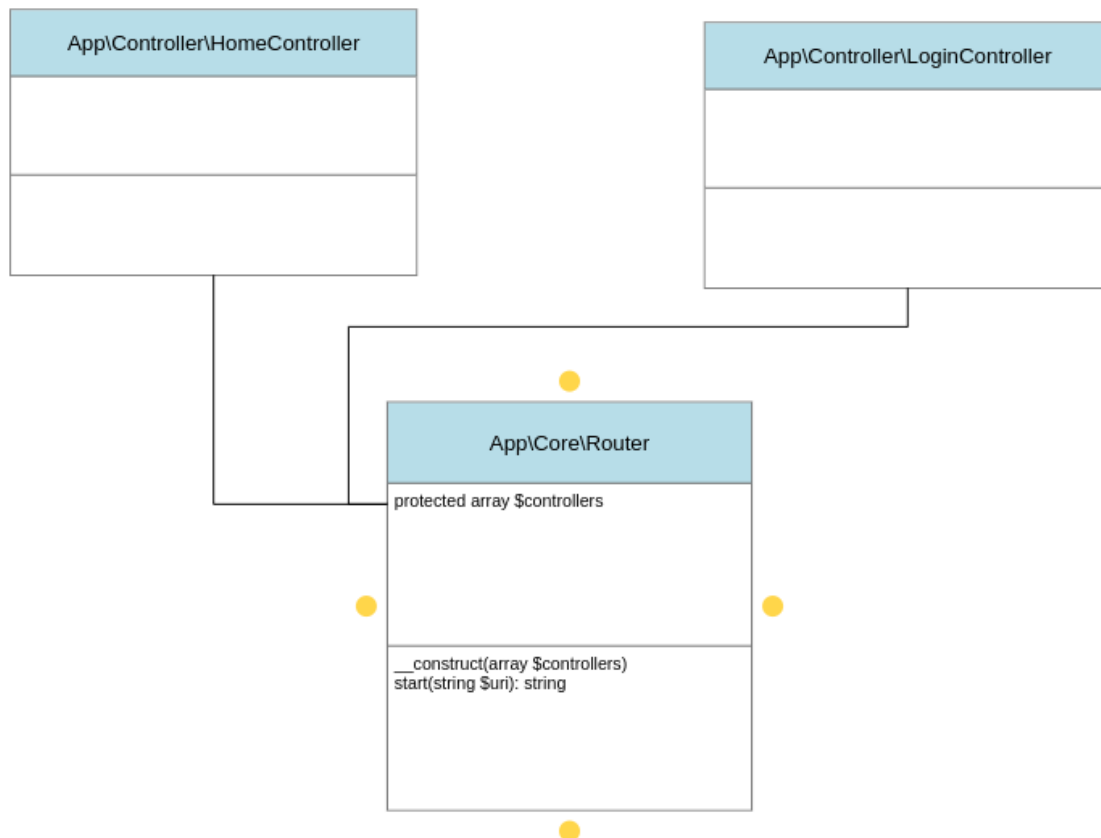 App\Controller\HomeController
App\Controller\LoginController
App\Core\Router
protected array $controllers
__construct(array $controllers)
start(string $uri): string